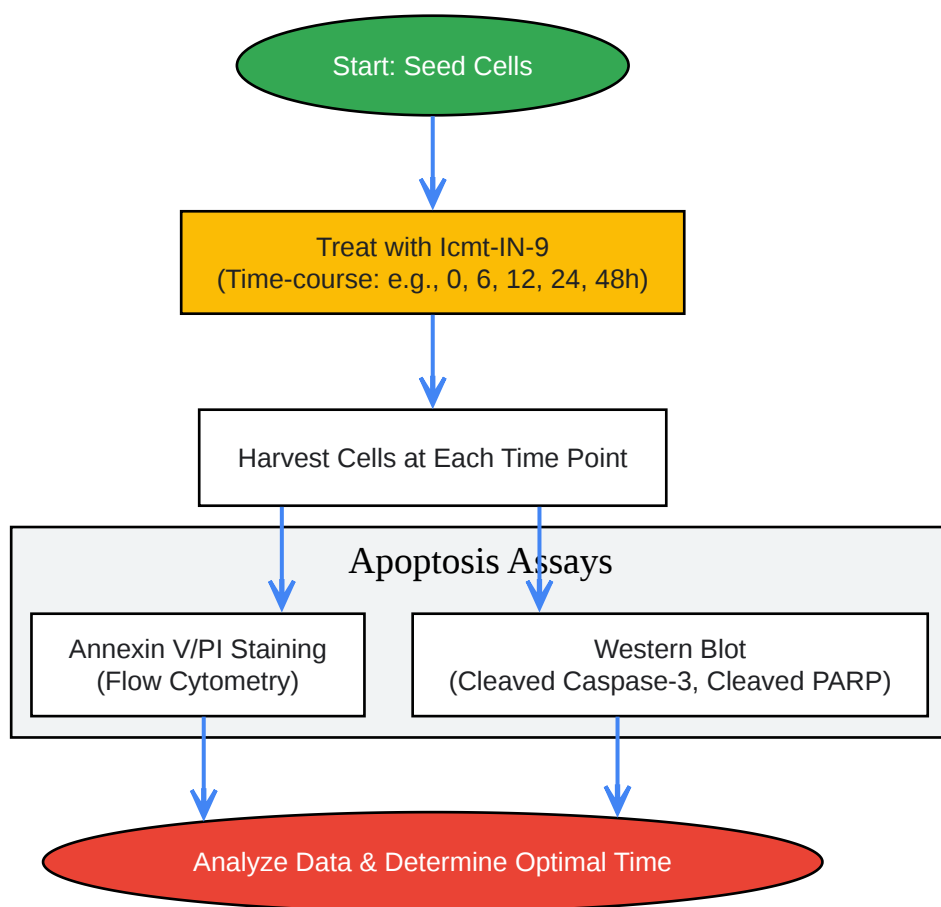 Start: Seed Cells
Treat with Icmt-IN-9
(Time-course: e.g., 0, 6, 12, 24, 48h)
Harvest Cells at Each Time Point
Apoptosis Assays
Annexin V/PI Staining
(Flow Cytometry)
Western Blot
(Cleaved Caspase-3, Cleaved PARP)
Analyze Data & Determine Optimal Time